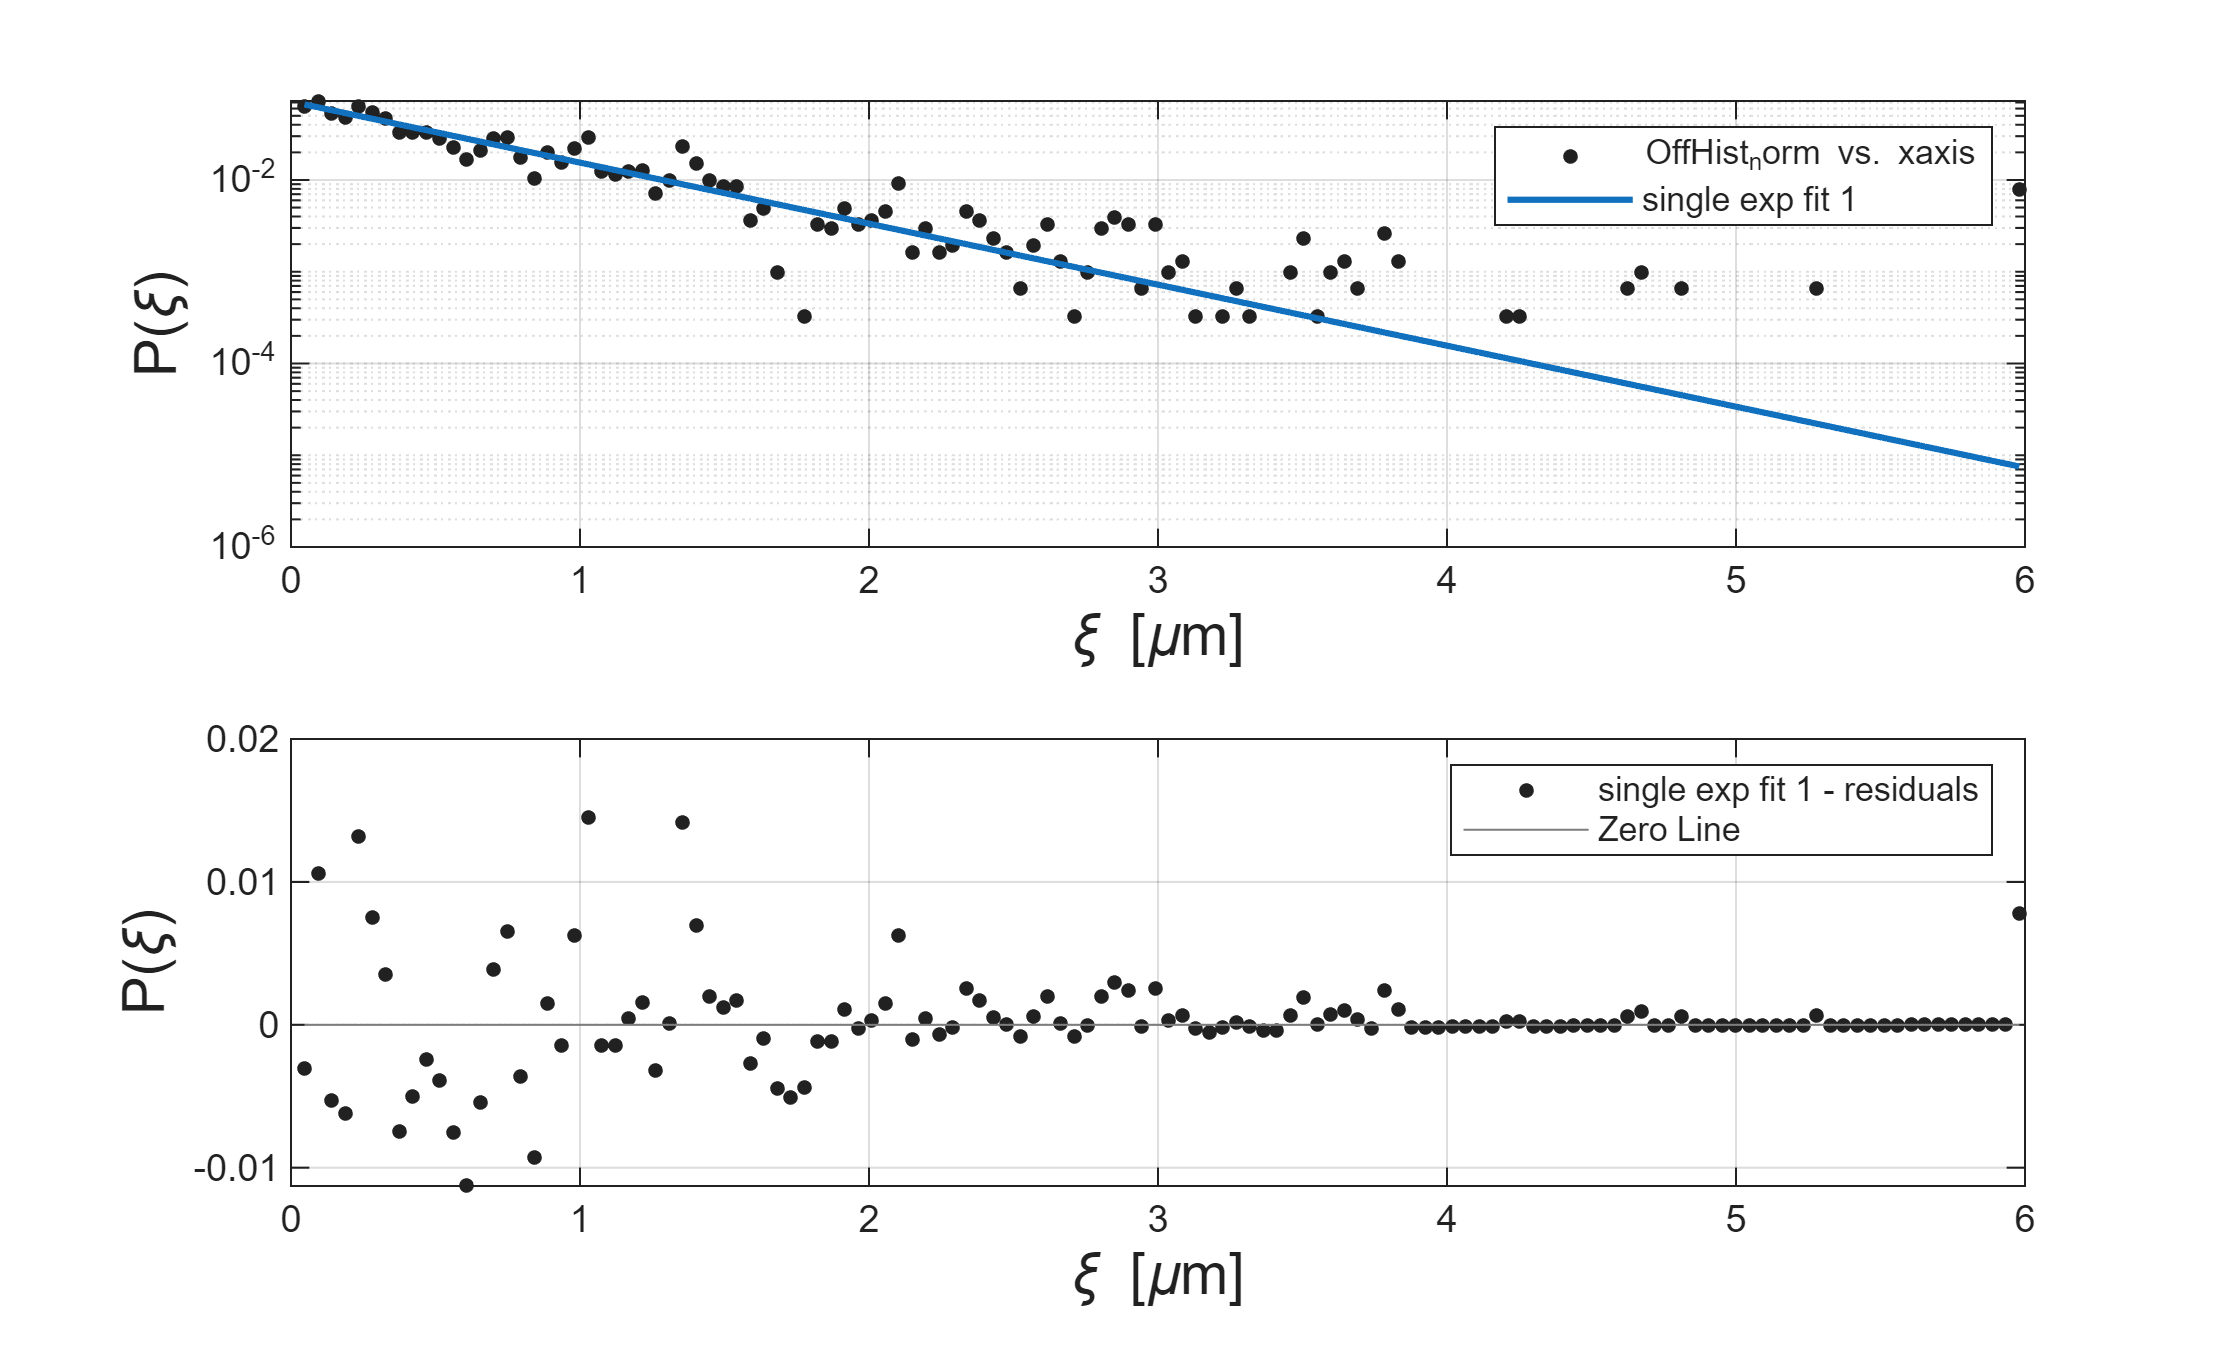 OffHistₙorm vs. xaxis
single exp fit 1
10⁻²
10⁻⁴
10⁻⁶
P(ξ)
0 1 2 3 4 5 6
ξ [μm]
single exp fit 1 - residuals
Zero Line
0.02
0.01
0
-0.01
P(ξ)
0 1 2 3 4 5 6
ξ [μm]